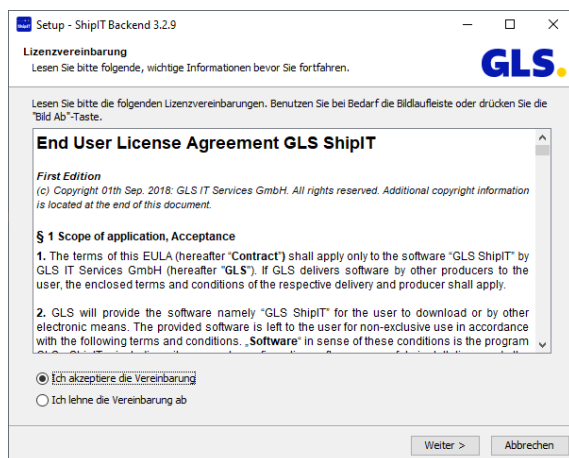 ShipIT Setup - ShipIT Backend 3.2.9
Lizenzvereinbarung
Lesen Sie bitte folgende, wichtige Informationen bevor Sie fortfahren.
GLS.
Lesen Sie bitte die folgenden Lizenzvereinbarungen. Benutzen Sie bei Bedarf die Bildlaufleiste oder drücken Sie die
"Bild Ab"-Taste.
End User License Agreement GLS ShipIT
First Edition
(c) Copyright 01th Sep. 2018: GLS IT Services GmbH. All rights reserved. Additional copyright information
is located at the end of this document.
§ 1 Scope of application, Acceptance
1. The terms of this EULA (hereafter “Contract”) shall apply only to the software “GLS ShipIT” by
GLS IT Services GmbH (hereafter ”GLS”). If GLS delivers software by other producers to the
user, the enclosed terms and conditions of the respective delivery and producer shall apply.
2. GLS will provide the software namely “GLS ShipIT” for the user to download or by other
electronic means. The provided software is left to the user for non-exclusive use in accordance
with the following terms and conditions. „Software“ in sense of these conditions is the program
Ich akzeptiere die Vereinbarung
Ich lehne die Vereinbarung ab
Weiter >
Abbrechen